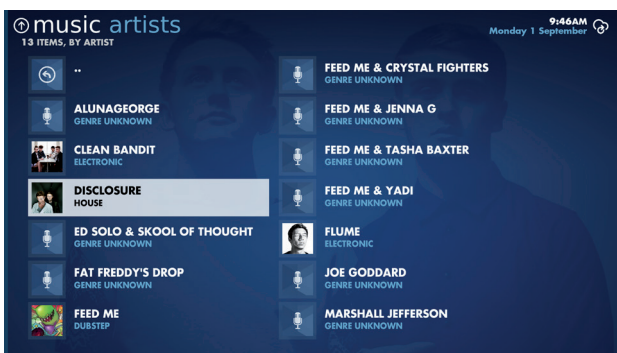 music artists
13 ITEMS, BY ARTIST
9:46AM
Monday 1 September
..
ALUNAGEORGE
GENRE UNKNOWN
CLEAN BANDIT
ELECTRONIC
DISCLOSURE
HOUSE
ED SOLO & SKOOL OF THOUGHT
GENRE UNKNOWN
FAT FREDDY'S DROP
GENRE UNKNOWN
FEED ME
DUBSTEP
FEED ME & CRYSTAL FIGHTERS
GENRE UNKNOWN
FEED ME & JENNA G
GENRE UNKNOWN
FEED ME & TASHA BAXTER
GENRE UNKNOWN
FEED ME & YADI
GENRE UNKNOWN
FLUME
ELECTRONIC
JOE GODDARD
GENRE UNKNOWN
MARSHALL JEFFERSON
GENRE UNKNOWN